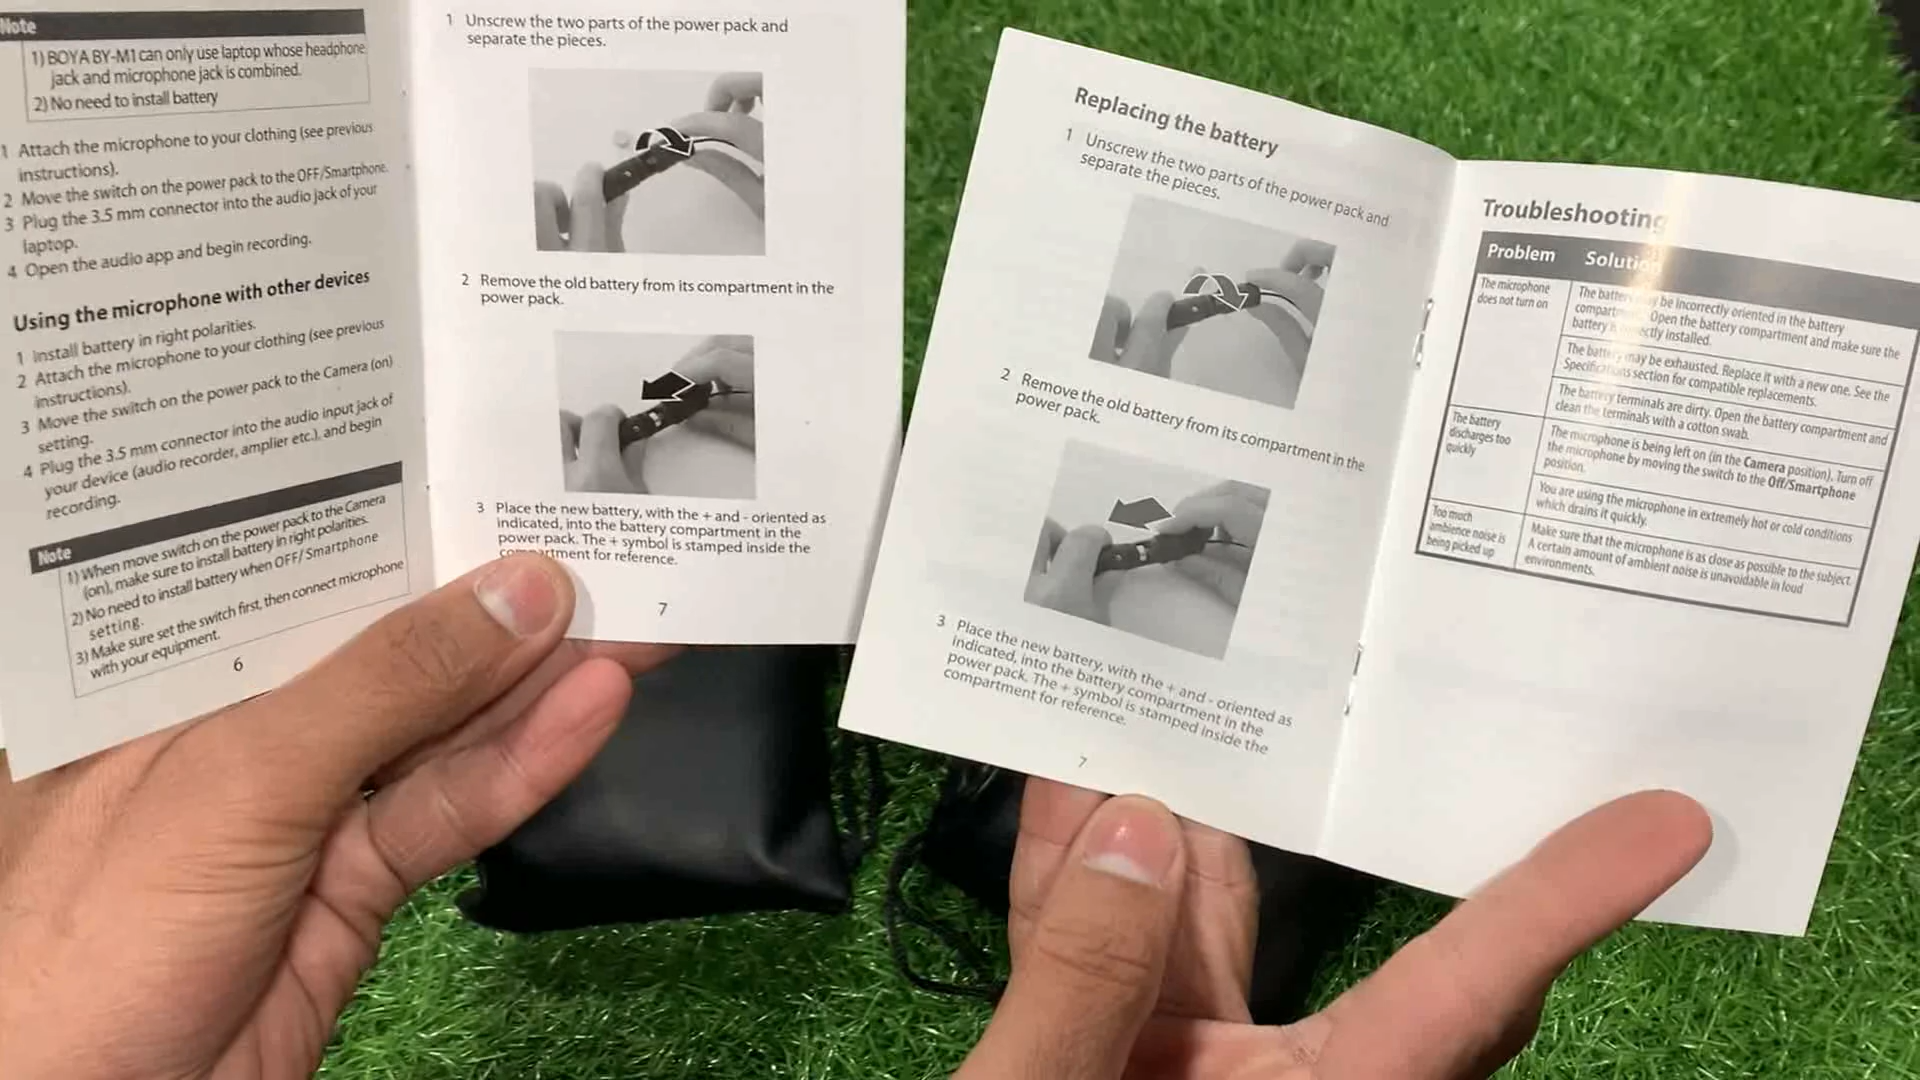 Note
1) BOYA BY-M1 can only use laptop whose headphone
jack and microphone jack is combined.
2) No need to install battery
1 Attach the microphone to your clothing (see previous
instructions).
2 Move the switch on the power pack to the OFF/Smartphone.
3 Plug the 3.5 mm connector into the audio jack of your
laptop.
4 Open the audio app and begin recording.
Using the microphone with other devices
1 Install battery in right polarities.
2 Attach the microphone to your clothing (see previous
instructions).
3 Move the switch on the power pack to the Camera (on)
setting.
4 Plug the 3.5 mm connector into the audio input jack of
your device (audio recorder, amplier etc.), and begin
recording.
Note
1) When move switch on the power pack to the Camera
(on), make sure to install battery in right polarities.
2) No need to install battery when OFF/ Smartphone
setting.
3) Make sure set the switch first, then connect microphone
with your equipment.
6
1 Unscrew the two parts of the power pack and
separate the pieces.
2 Remove the old battery from its compartment in the
power pack.
3 Place the new battery, with the + and - oriented as
indicated, into the battery compartment in the
power pack. The + symbol is stamped inside the
compartment for reference.
7
Replacing the battery
1 Unscrew the two parts of the power pack and
separate the pieces.
2 Remove the old battery from its compartment in the
power pack.
3 Place the new battery, with the + and - oriented as
indicated, into the battery compartment in the
power pack. The + symbol is stamped inside the
compartment for reference.
7
Troubleshooting
Problem Solution
The microphone
does not turn on
The battery may be incorrectly oriented in the battery
compartment. Open the battery compartment and make sure the
battery is correctly installed.
The battery may be exhausted. Replace it with a new one. See the
Specifications section for compatible replacements.
The battery terminals are dirty. Open the battery compartment and
clean the terminals with a cotton swab.
The battery
discharges too
quickly
The microphone is being left on (in the Camera position). Turn off
the microphone by moving the switch to the Off/Smartphone
position.
You are using the microphone in extremely hot or cold conditions
which drains it quickly.
Too much
ambience noise is
being picked up
Make sure that the microphone is as close as possible to the subject.
A certain amount of ambient noise is unavoidable in loud
environments.